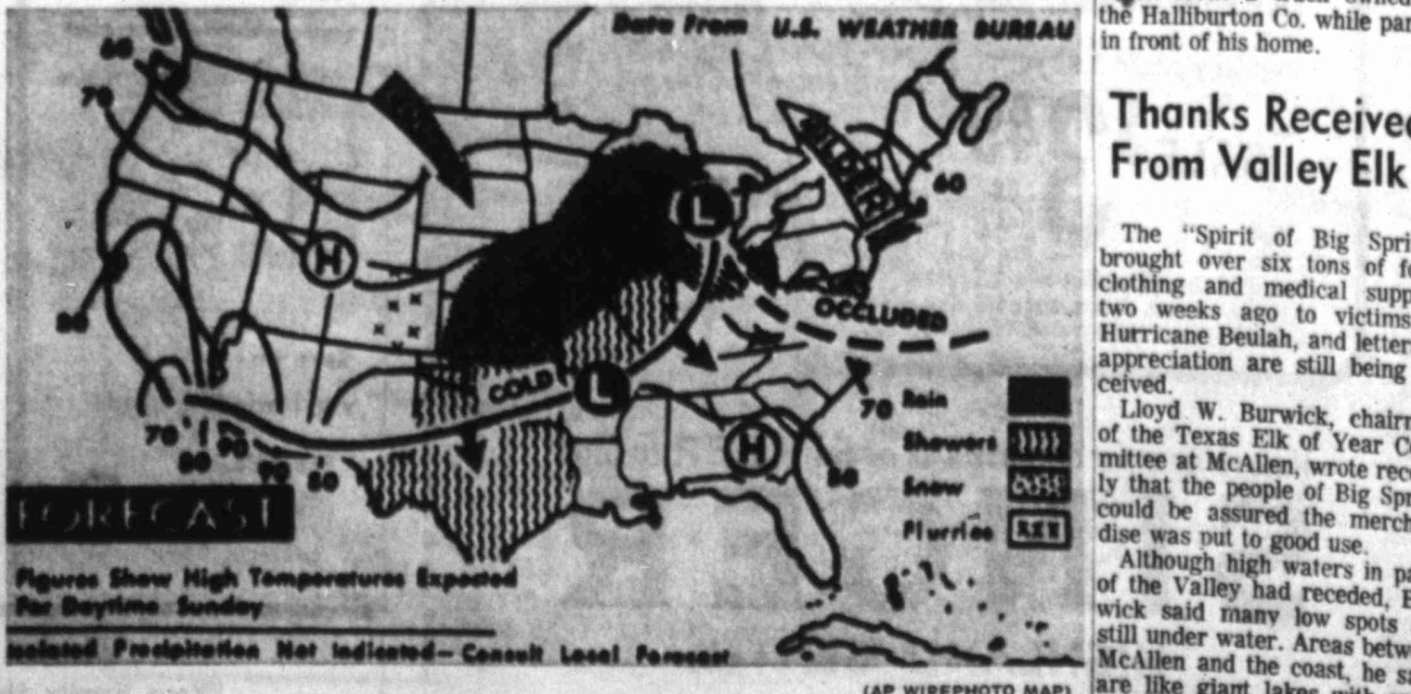 Data From U.S. WEATHER BUREAU
60
70
COLDER
60
L
H
80
OCCLUDED
COLD
L
70
H
80
70
80
90
90
80
Rain
Showers
Snow
Flurries
FORECAST
Figures Show High Temperatures Expected
For Daytime Sunday
Isolated Precipitation Not Indicated—Consult Local Forecast
(AP WIREPHOTO MAP)
the Halliburton Co. while par
in front of his home.
Thanks Receive
From Valley Elk
The "Spirit of Big Spri
brought over six tons of f
clothing and medical supp
two weeks ago to victims
Hurricane Beulah, and letter
appreciation are still being
ceived.
Lloyd W. Burwick, chairm
of the Texas Elk of Year C
mittee at McAllen, wrote rece
ly that the people of Big Spr
could be assured the merch
dise was put to good use.
Although high waters in pa
of the Valley had receded, B
wick said many low spots
still under water. Areas betw
McAllen and the coast, he sa
are like giant lakes